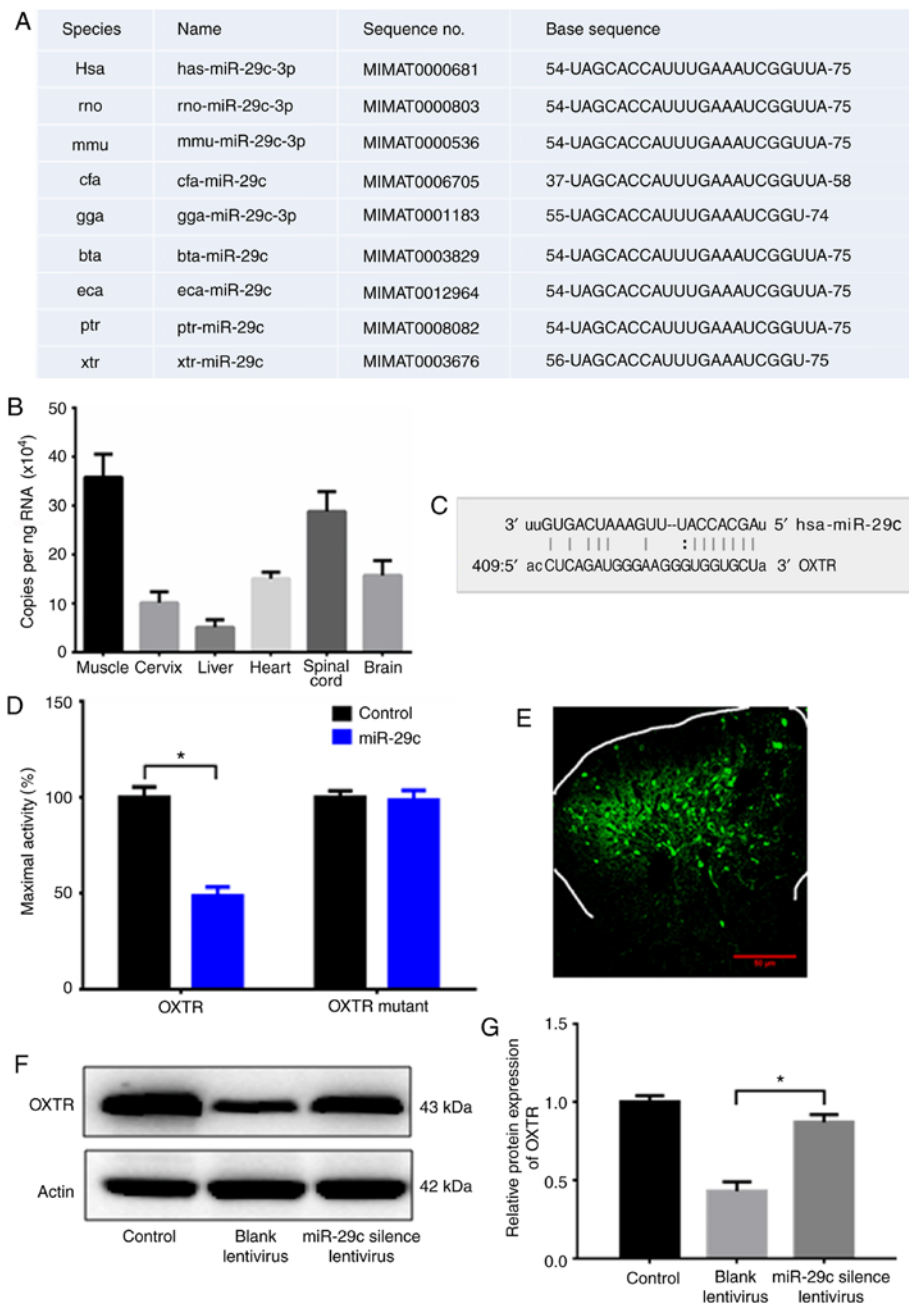 A
Species Name Sequence no. Base sequence
Hsa has-miR-29c-3p MIMAT0000681 54-UAGCACCAUUUGAAAUCGGUUA-75
rno rno-miR-29c-3p MIMAT0000803 54-UAGCACCAUUUGAAAUCGGUUA-75
mmu mmu-miR-29c-3p MIMAT0000536 54-UAGCACCAUUUGAAAUCGGUUA-75
cfa cfa-miR-29c MIMAT0006705 37-UAGCACCAUUUGAAAUCGGUUA-58
gga gga-miR-29c-3p MIMAT0001183 55-UAGCACCAUUUGAAAUCGGU-74
bta bta-miR-29c MIMAT0003829 54-UAGCACCAUUUGAAAUCGGUUA-75
eca eca-miR-29c MIMAT0012964 54-UAGCACCAUUUGAAAUCGGUUA-75
ptr ptr-miR-29c MIMAT0008082 54-UAGCACCAUUUGAAAUCGGUUA-75
xtr xtr-miR-29c MIMAT0003676 56-UAGCACCAUUUGAAAUCGGU-75
B
Copies per ng RNA (x10⁴)
50
40
30
20
10
0
Muscle Cervix Liver Heart Spinal cord Brain
C
3′ uuGUGACUAAAGUU--UACCACGAu 5′ hsa-miR-29c
409:5′ acCUCAGAUGGGAAGGGUGGUGCUa 3′ OXTR
D
Maximal activity (%)
150
100
50
0
Control
miR-29c
*
OXTR OXTR mutant
E
50 μm
F
OXTR 43 kDa
Actin 42 kDa
Control Blank lentivirus miR-29c silence lentivirus
G
Relative protein expression
of OXTR
1.5
1.0
0.5
0.0
*
Control Blank lentivirus miR-29c silence lentivirus